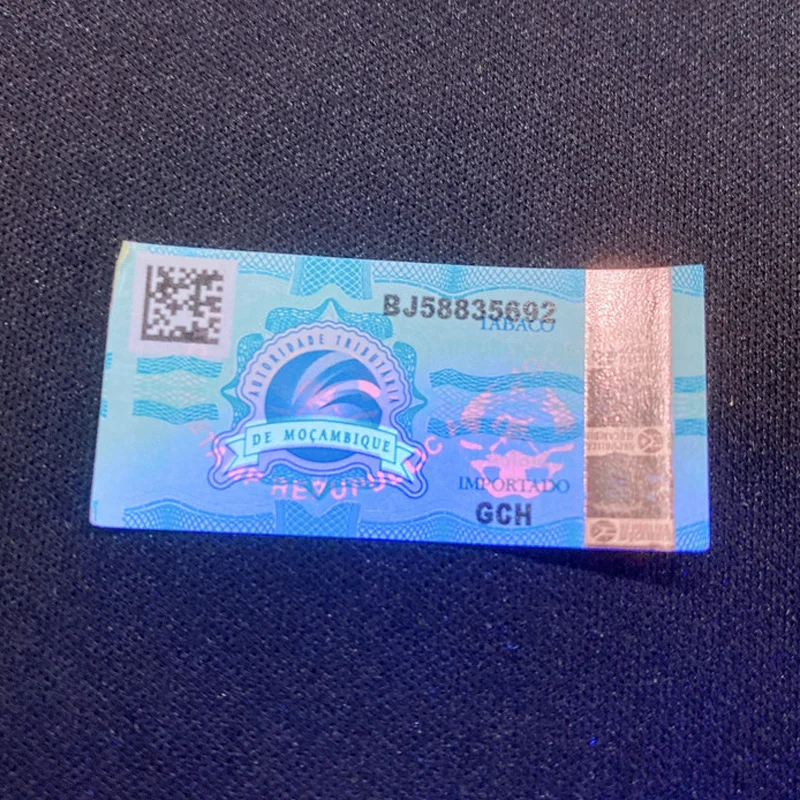 BJ58835692
TABACO
AUTORIDADE TRIBUTÁRIA
DE MOÇAMBIQUE
IMPORTADO
GCH